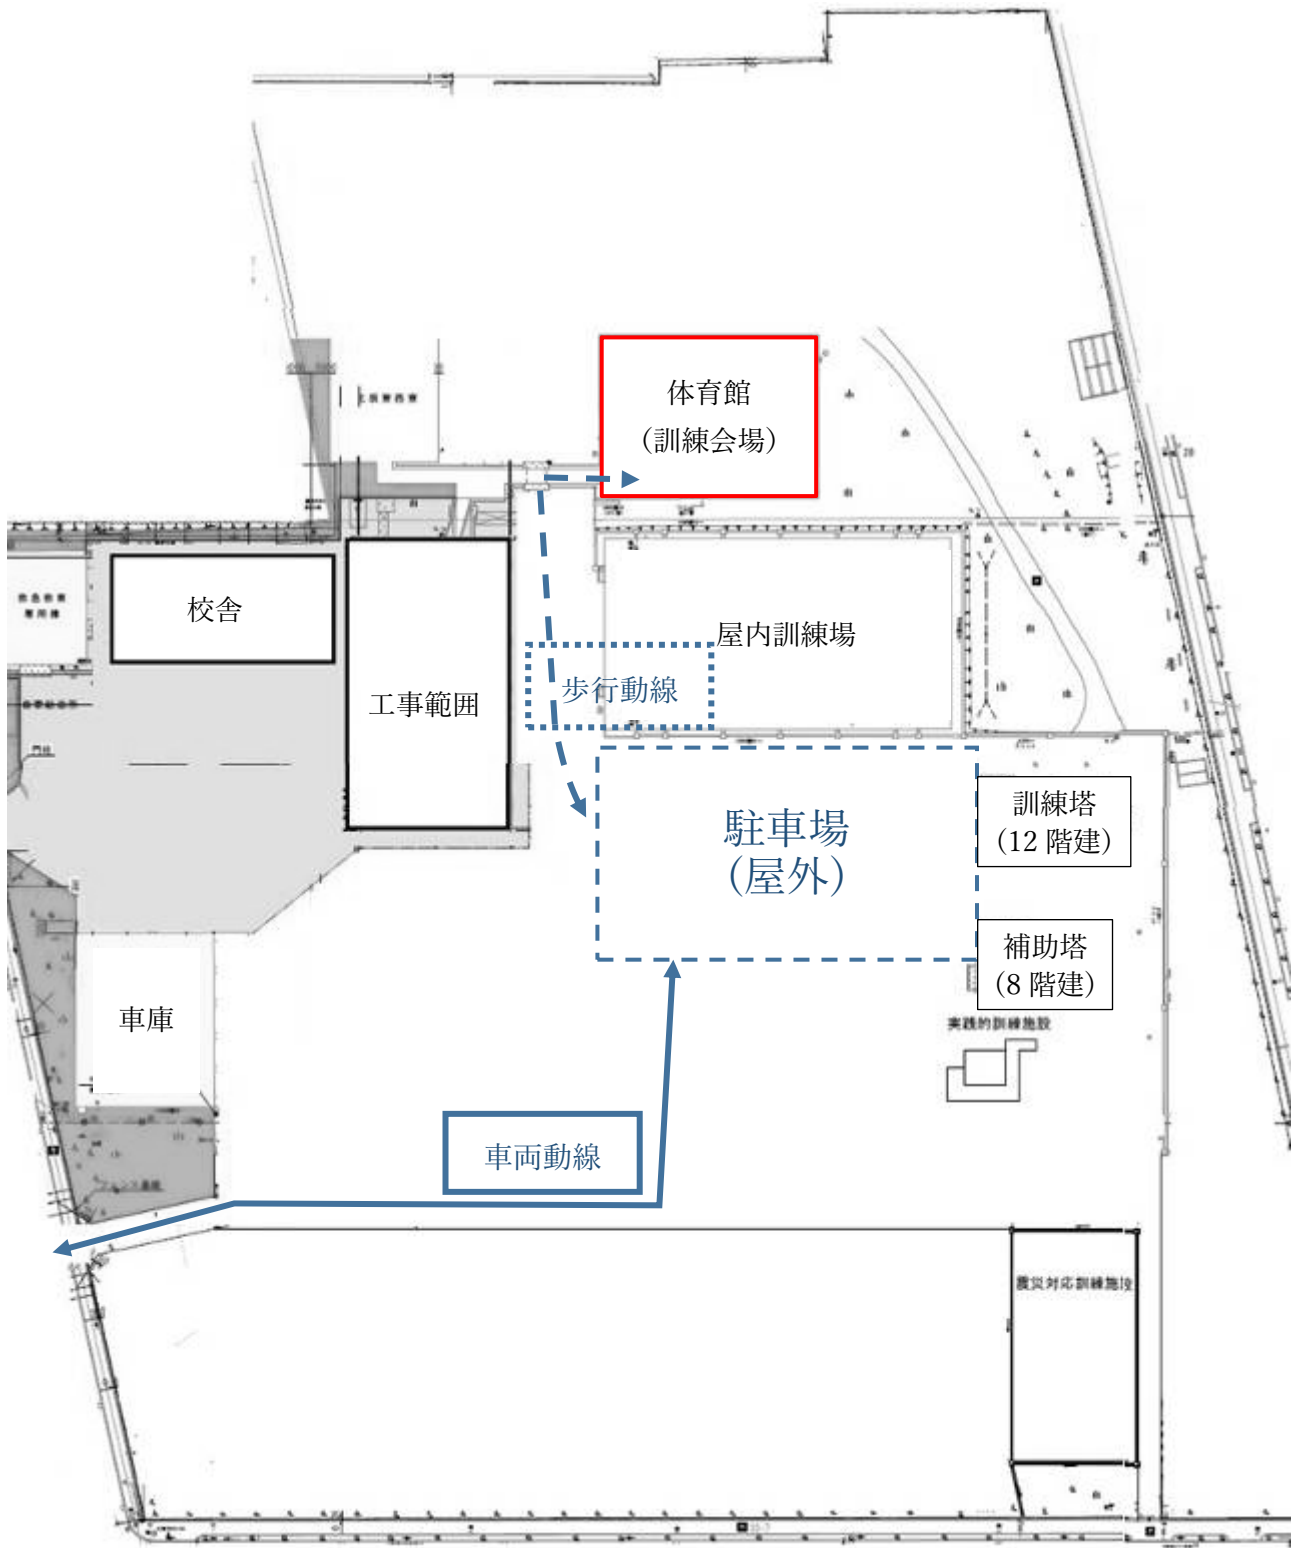 体育館
（訓練会場）
校舎
屋内訓練場
歩行動線
工事範囲
門柱
駐車場
（屋外）
訓練塔
（12 階建）
補助塔
（8 階建）
車庫
実践的訓練施設
車両動線
震災対応訓練施設